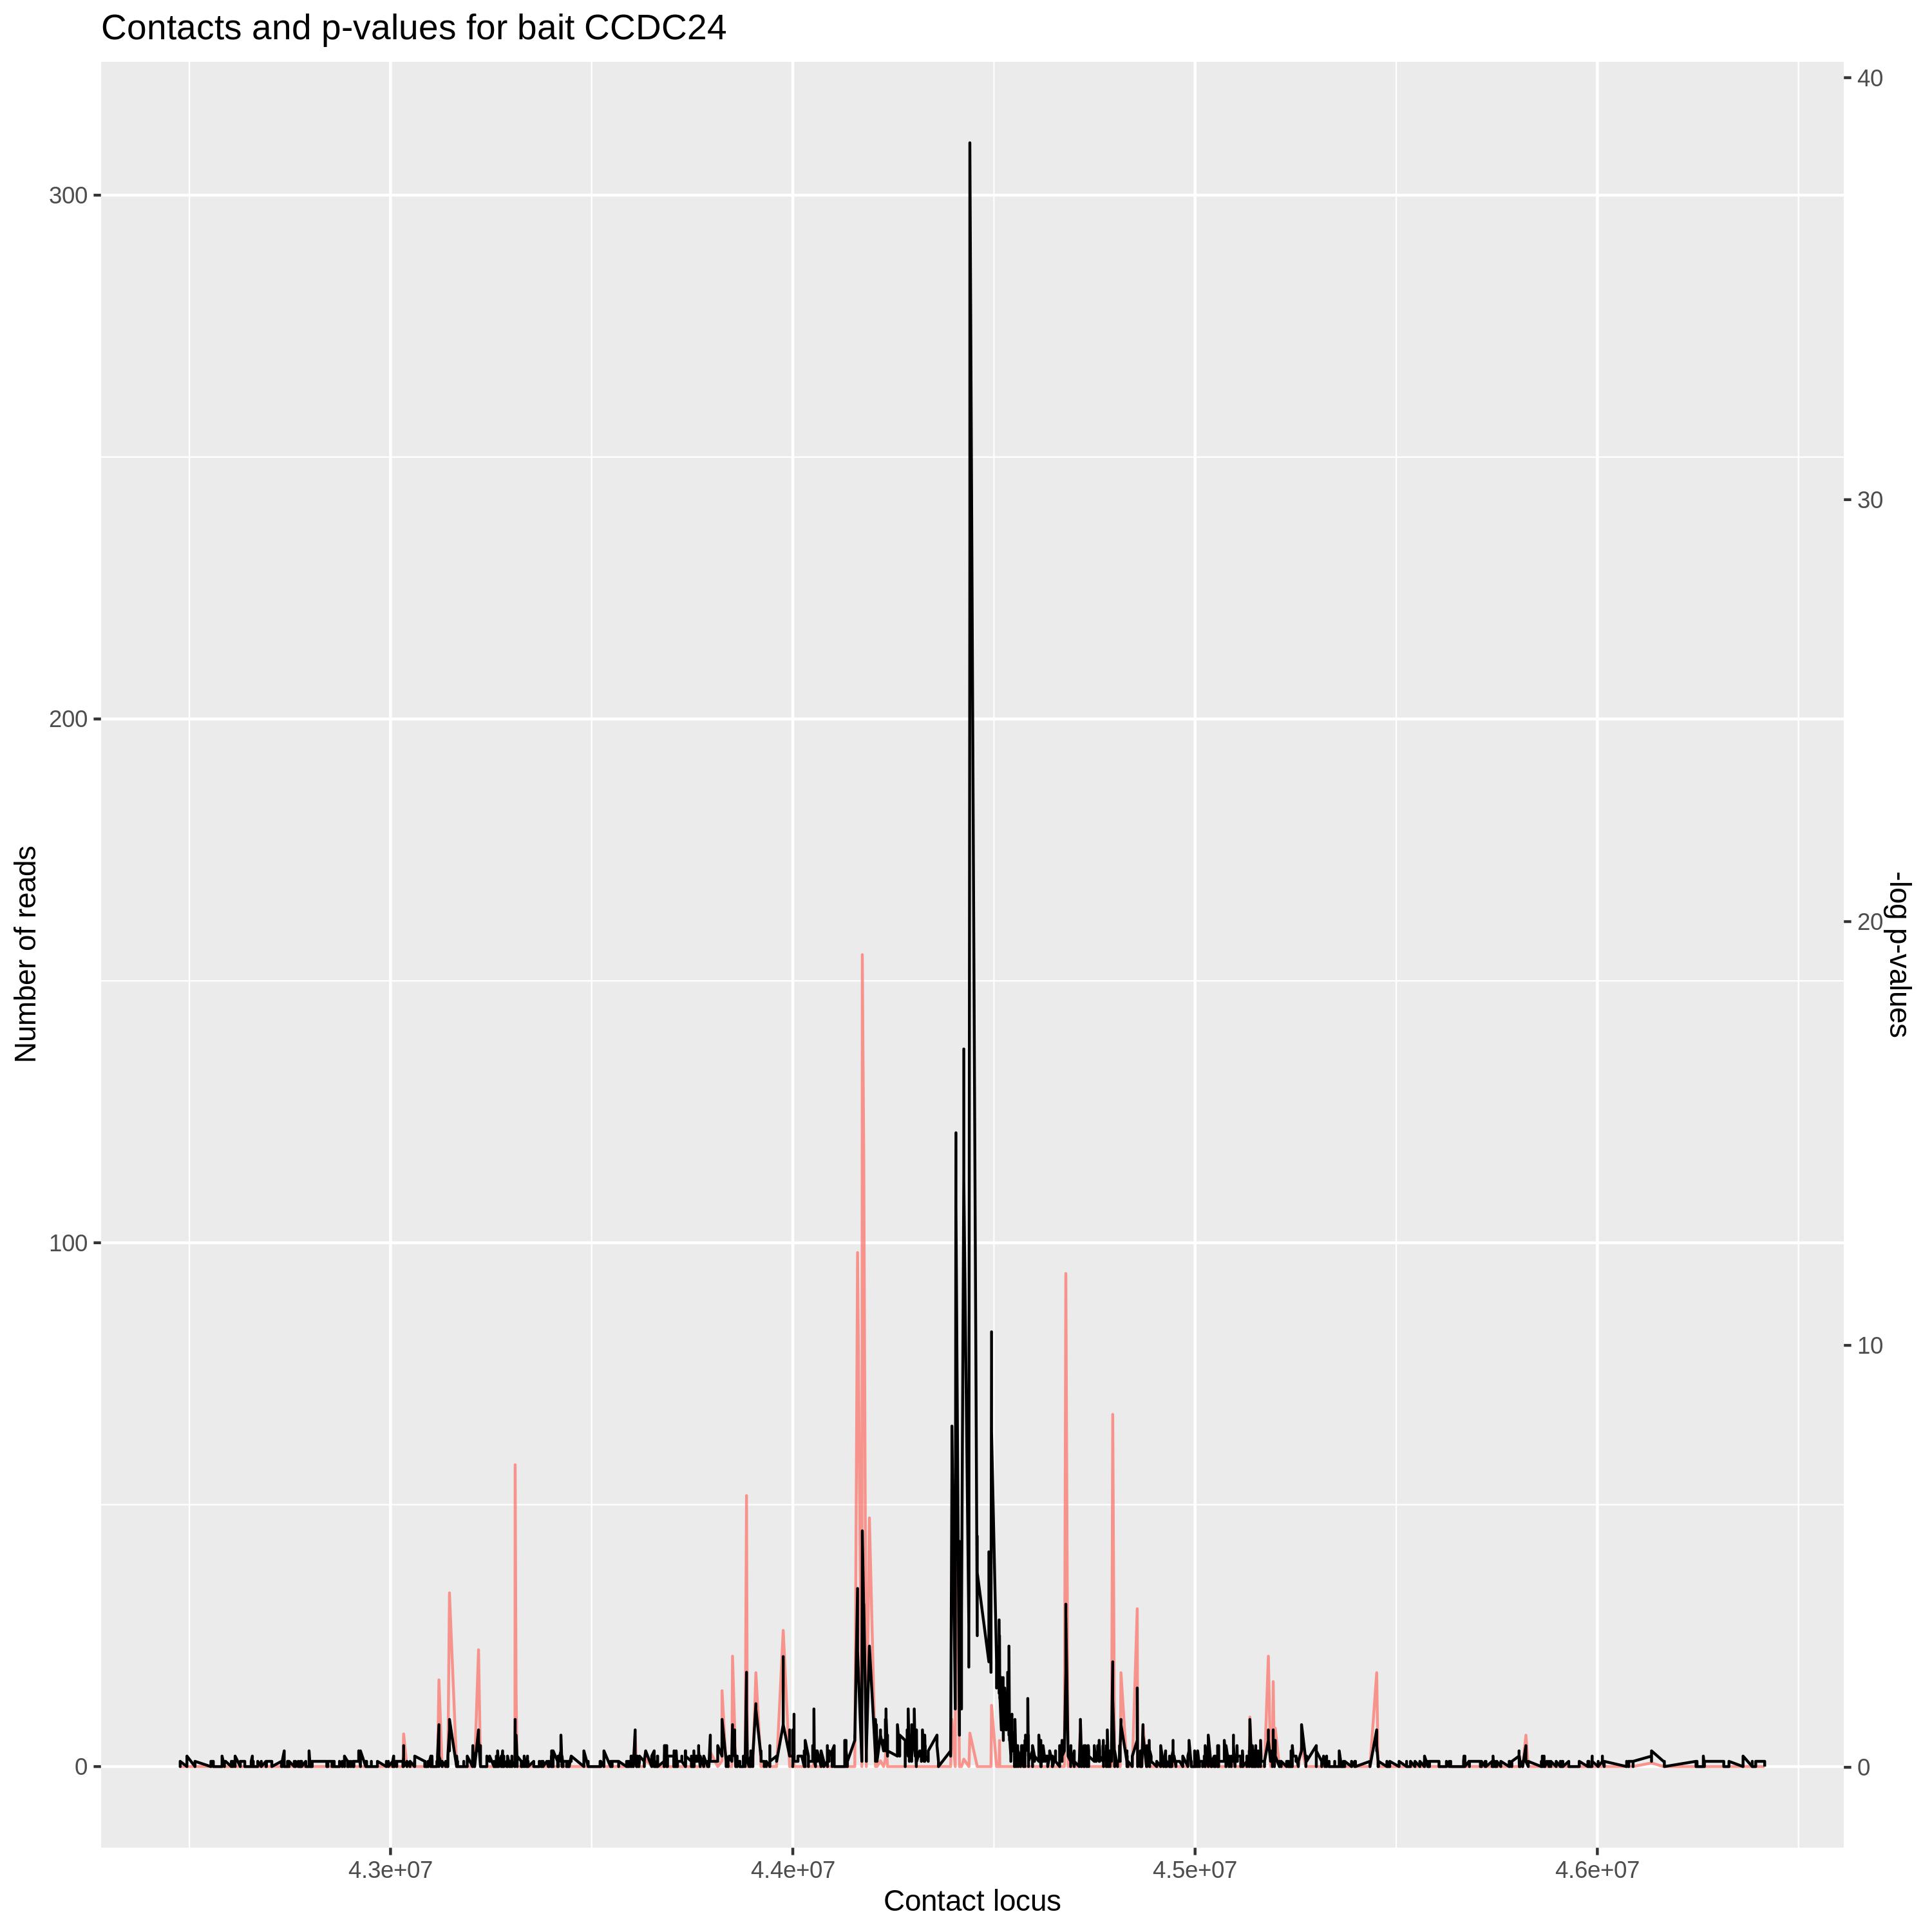 Contacts and p-values for bait CCDC24
Number of reads
300
200
100
0
40
30
20
10
0
-log p-values
4.3e+07 4.4e+07 4.5e+07 4.6e+07
Contact locus